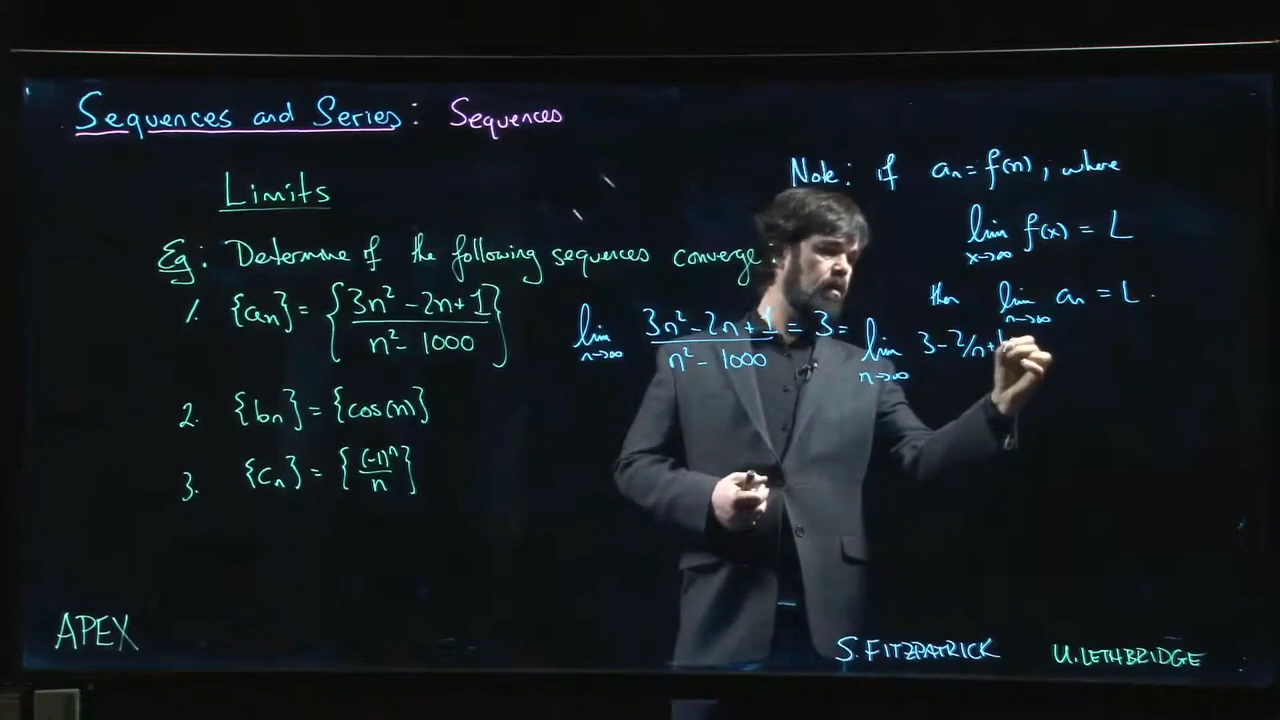 Sequences and Series: Sequences
Limits
Note: if aₙ = f(n), where
lim f(x) = L
x→∞
then lim aₙ = L.
n→∞
Eg: Determine if the following sequences converge:
1. {aₙ} = {(3n² - 2n + 1)/(n² - 1000)}
lim (3n² - 2n + 1)/(n² - 1000) = 3 = lim 3 - 2/n +
n→∞ n→∞
2. {bₙ} = {cos(n)}
3. {cₙ} = {(-1)ⁿ/n}
APEX
S. FITZPATRICK
U. LETHBRIDGE